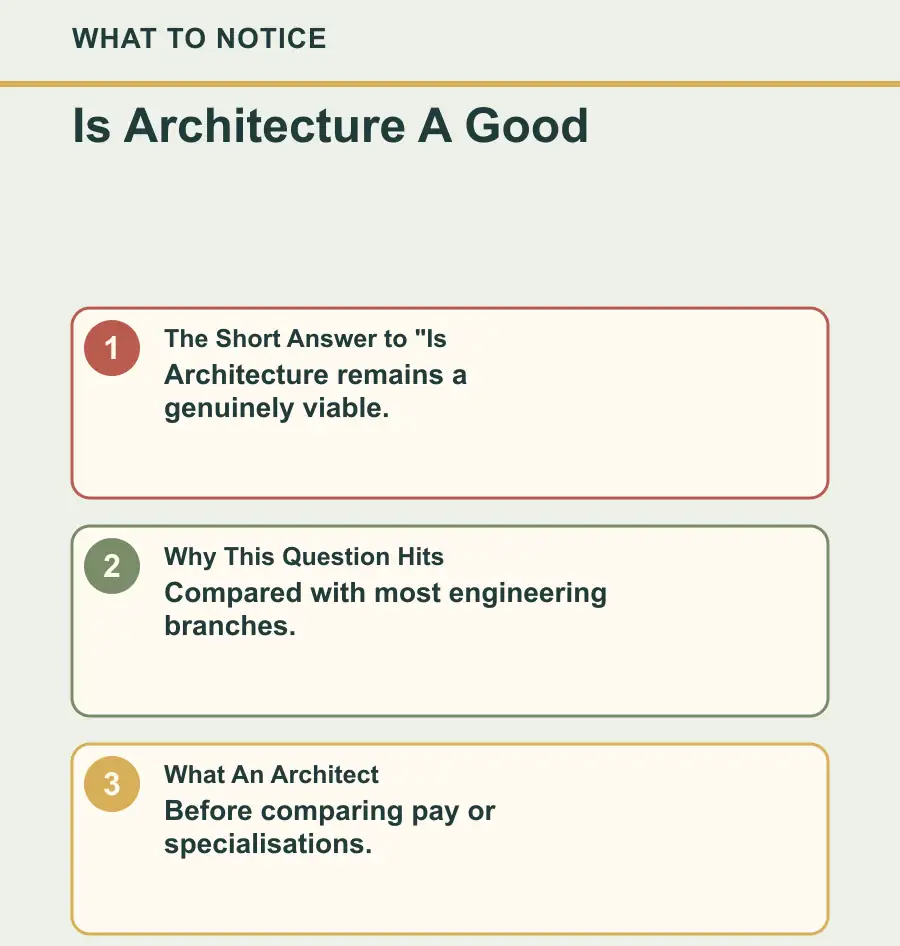 WHAT TO NOTICE
Is Architecture A Good
1
The Short Answer to "Is
Architecture remains a
genuinely viable.
2
Why This Question Hits
Compared with most engineering
branches.
3
What An Architect
Before comparing pay or
specialisations.